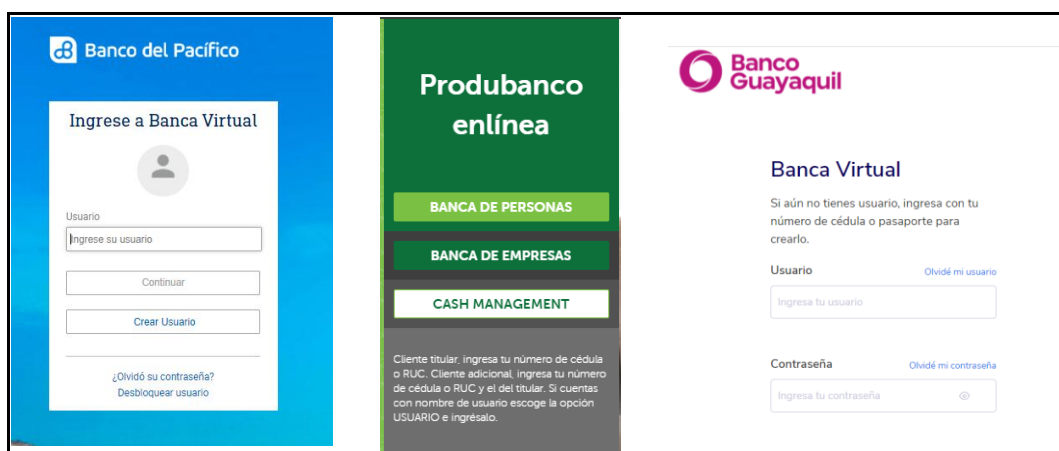 Banco del Pacífico
Ingrese a Banca Virtual
Usuario
Ingrese su usuario
Continuar
Crear Usuario
¿Olvidó su contraseña?
Desbloquear usuario
Produbanco
enlínea
BANCA DE PERSONAS
BANCA DE EMPRESAS
CASH MANAGEMENT
Cliente titular, ingresa tu número de cédula
o RUC. Cliente adicional, ingresa tu número
de cédula o RUC y el del titular. Si cuentas
con nombre de usuario escoge la opción
USUARIO e ingrésalo.
Banco
Guayaquil
Banca Virtual
Si aún no tienes usuario, ingresa con tu
número de cédula o pasaporte para
crearlo.
Usuario Olvidé mi usuario
Ingresa tu usuario
Contraseña Olvidé mi contraseña
Ingresa tu contraseña